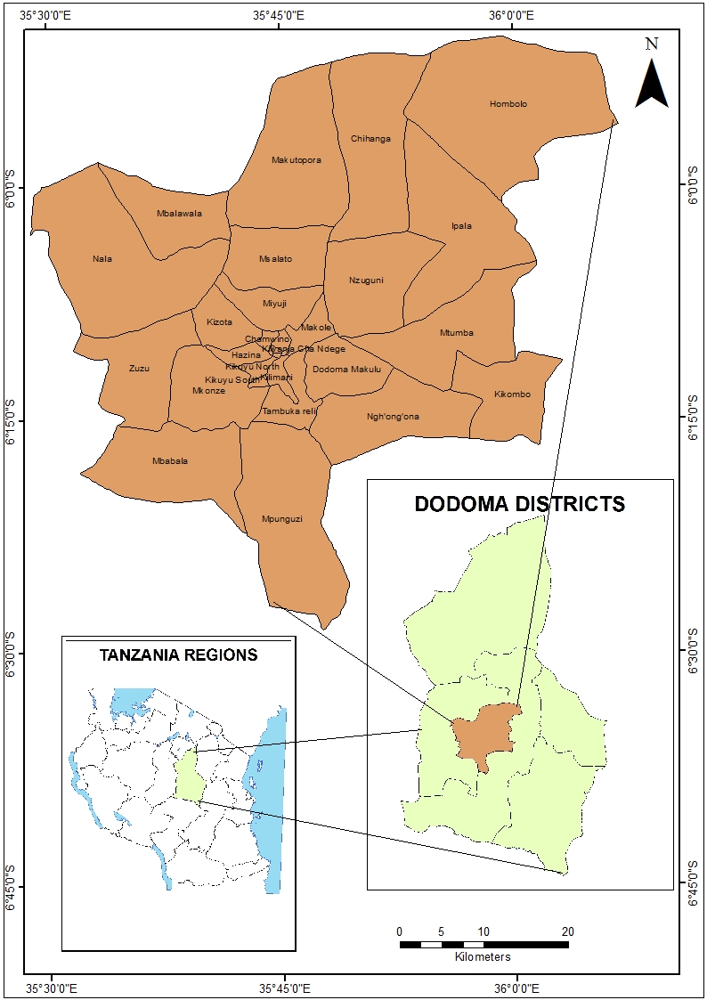 35°30'0"E 35°45'0"E 36°0'0"E
N
Hombolo
Chihanga
Makutopora
6°0'0"S 6°0'0"S
Mbalawala
Ipala
Nala
Msalato
Nzuguni
Miyuji
Kizota
Makole
Mtumba
Chamwino
Hazina
Kikuyu North
Zuzu
Dodoma Makulu
Kikuyu South
Kilimani
Mkonze
Kikombo
Tambuka reli
Ngh'ong'ona
6°15'0"S 6°15'0"S
Mbabala
Mpunguzi
DODOMA DISTRICTS
6°30'0"S 6°30'0"S
TANZANIA REGIONS
6°45'0"S 6°45'0"S
0 5 10 20
Kilometers
35°30'0"E 35°45'0"E 36°0'0"E